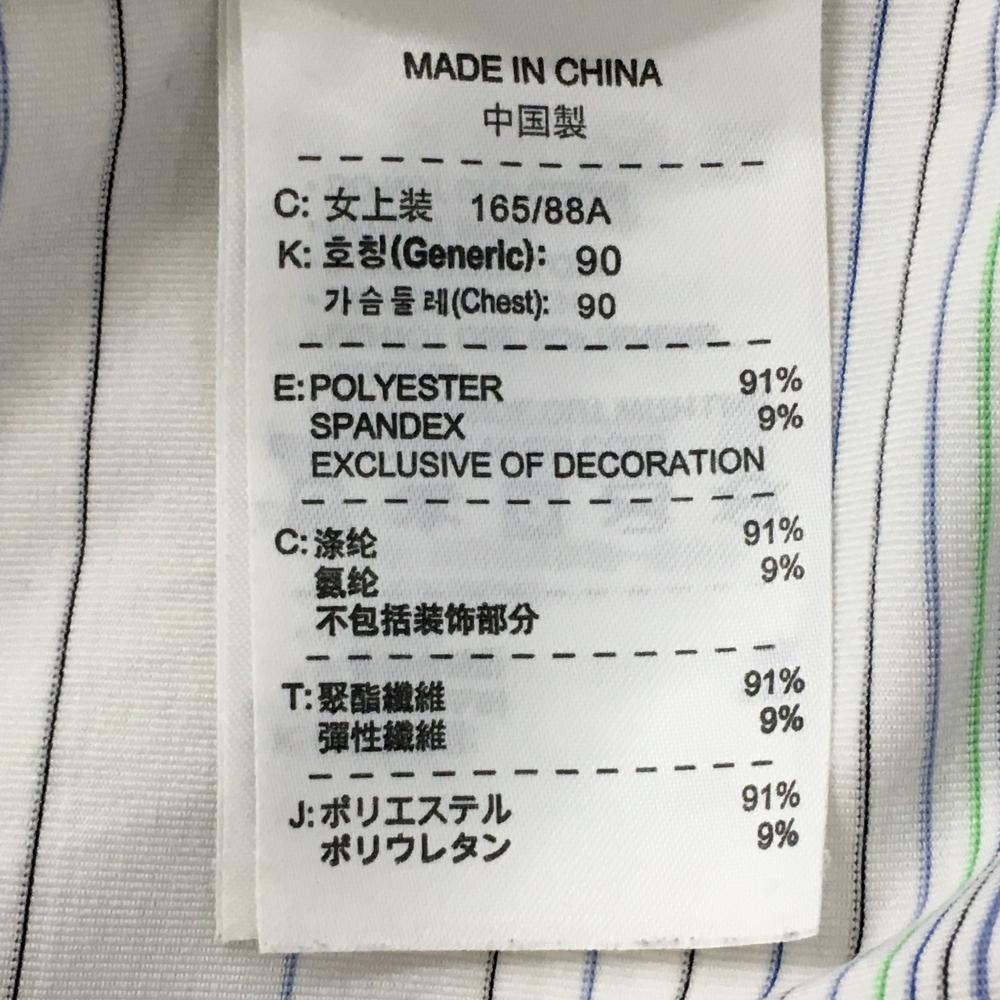 MADE IN CHINA
中国製
C: 女上装 165/88A
K: 호칭(Generic): 90
가슴둘레(Chest): 90
E: POLYESTER 91%
SPANDEX 9%
EXCLUSIVE OF DECORATION
C: 涤纶 91%
氨纶 9%
不包括装饰部分
T: 聚酯纖維 91%
彈性纖維 9%
J: ポリエステル 91%
ポリウレタン 9%